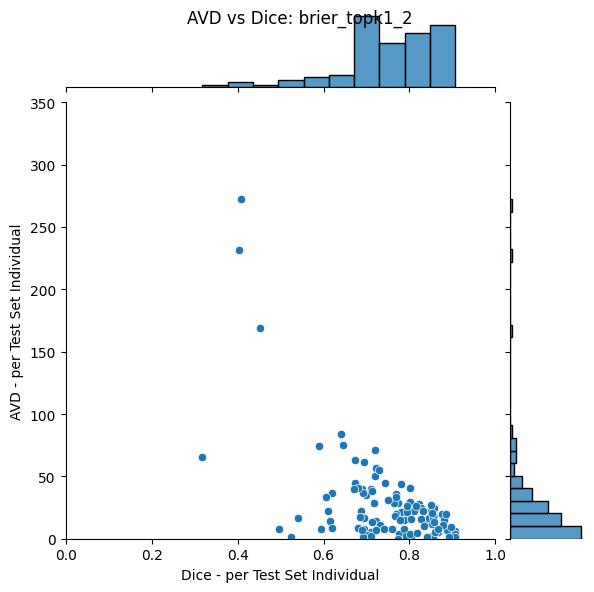 AVD vs Dice: brier_topk1_2
350
300
250
200
150
100
50
0
AVD - per Test Set Individual
0.0 0.2 0.4 0.6 0.8 1.0
Dice - per Test Set Individual